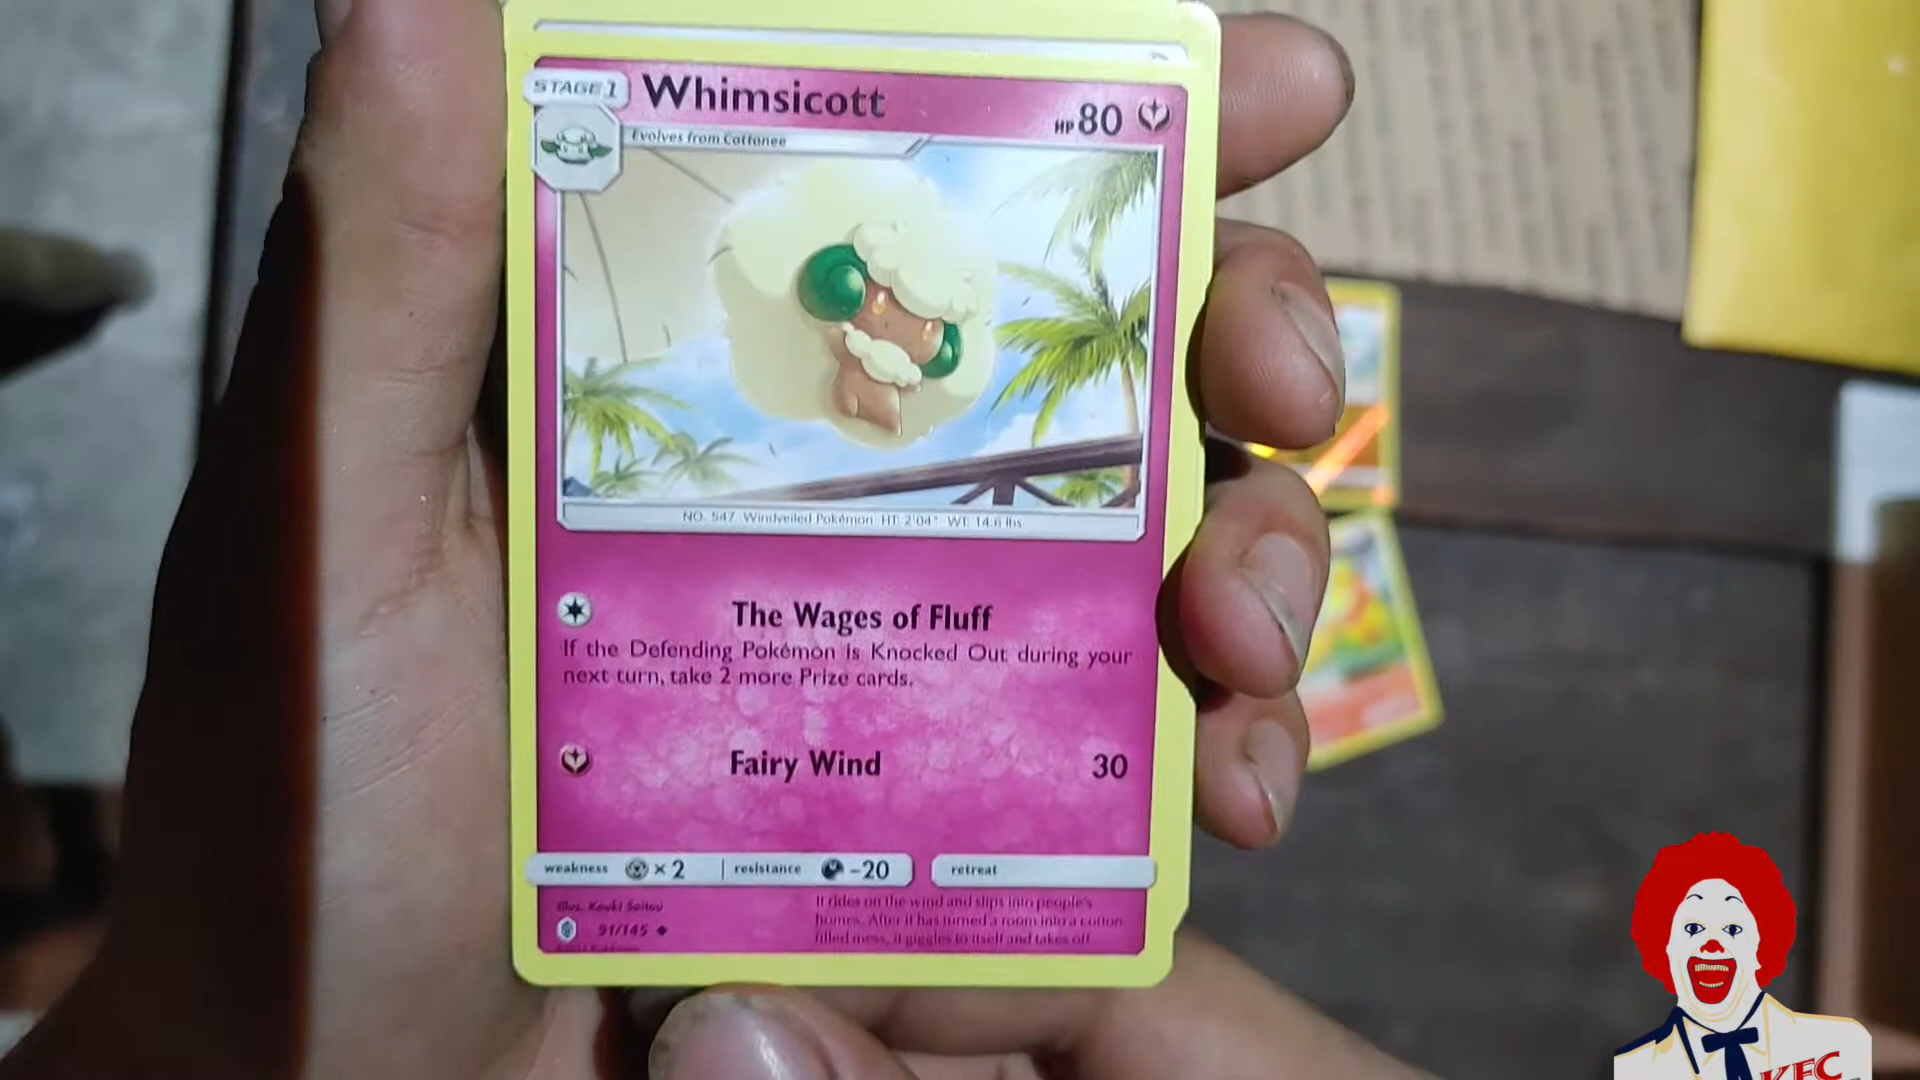 STAGE 1
Whimsicott
HP 80
Evolves from Cottonee
NO. 547 Windveiled Pokémon HT: 2'04" WT: 14.6 lbs.
The Wages of Fluff
If the Defending Pokémon is Knocked Out during your
next turn, take 2 more Prize cards.
Fairy Wind 30
weakness × 2 resistance -20 retreat
Illus. Kouki Saitou
It rides on the wind and slips into people's
homes. After it has turned a room into a cotton-
filled mess, it giggles to itself and takes off.
91/145
KFC